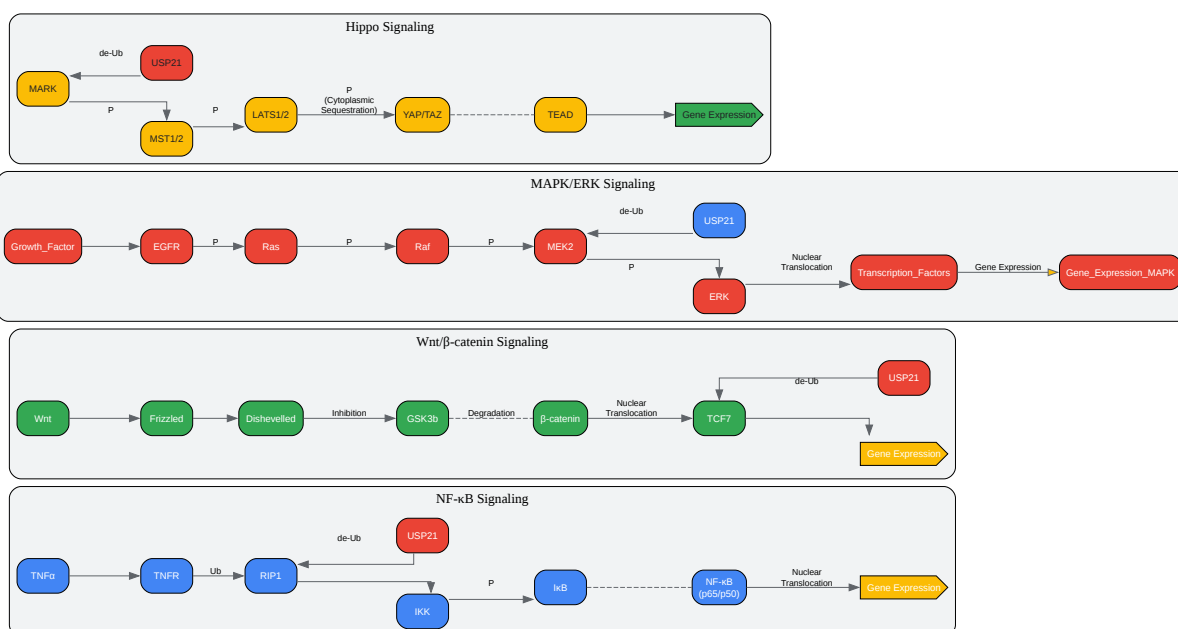 Hippo Signaling
de-Ub
USP21
MARK
P
P
MST1/2
LATS1/2
P
(Cytoplasmic
Sequestration)
YAP/TAZ
TEAD
Gene Expression
MAPK/ERK Signaling
Growth_Factor
EGFR
P
Ras
P
Raf
P
MEK2
de-Ub
USP21
P
ERK
Nuclear
Translocation
Transcription_Factors
Gene Expression
Gene_Expression_MAPK
Wnt/β-catenin Signaling
Wnt
Frizzled
Dishevelled
Inhibition
GSK3b
Degradation
β-catenin
Nuclear
Translocation
TCF7
de-Ub
USP21
Gene Expression
NF-κB Signaling
TNFα
TNFR
Ub
RIP1
de-Ub
USP21
IKK
P
IκB
NF-κB
(p65/p50)
Nuclear
Translocation
Gene Expression